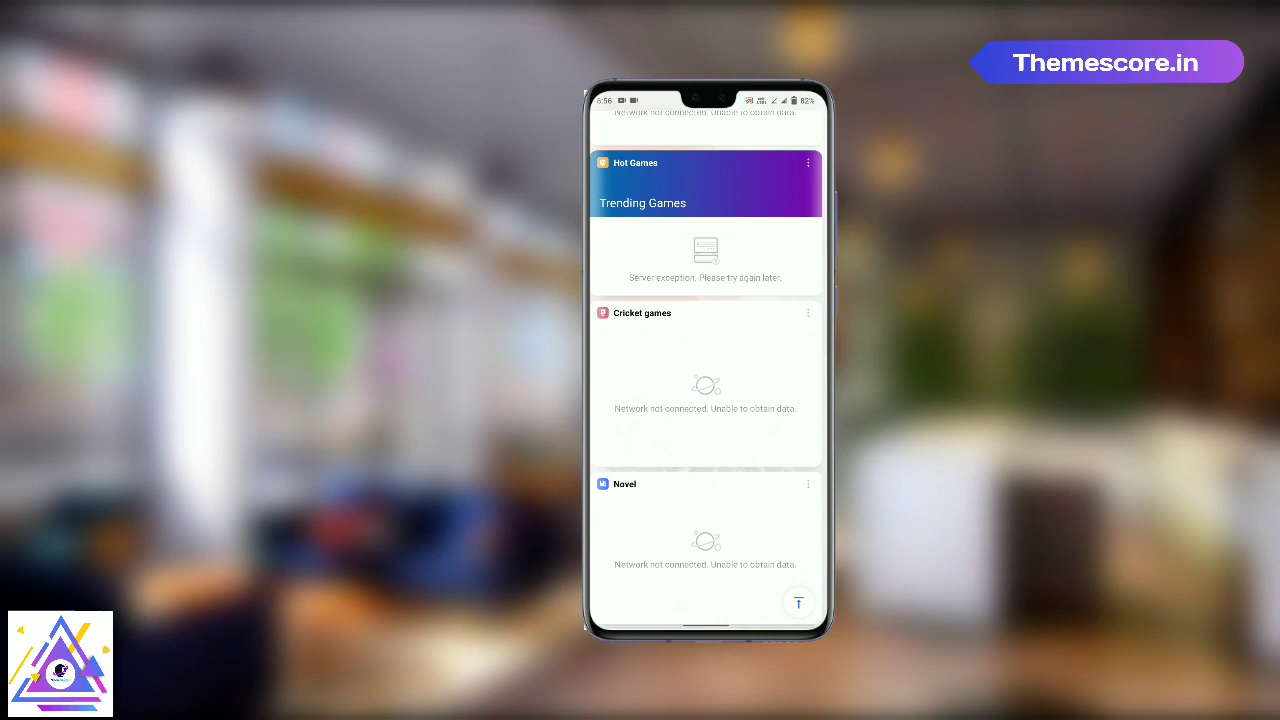 Themescore.in
6:56
82%
Network not connected. Unable to obtain data.
Hot Games
Trending Games
Server exception. Please try again later.
Cricket games
Network not connected. Unable to obtain data.
Novel
Network not connected. Unable to obtain data.